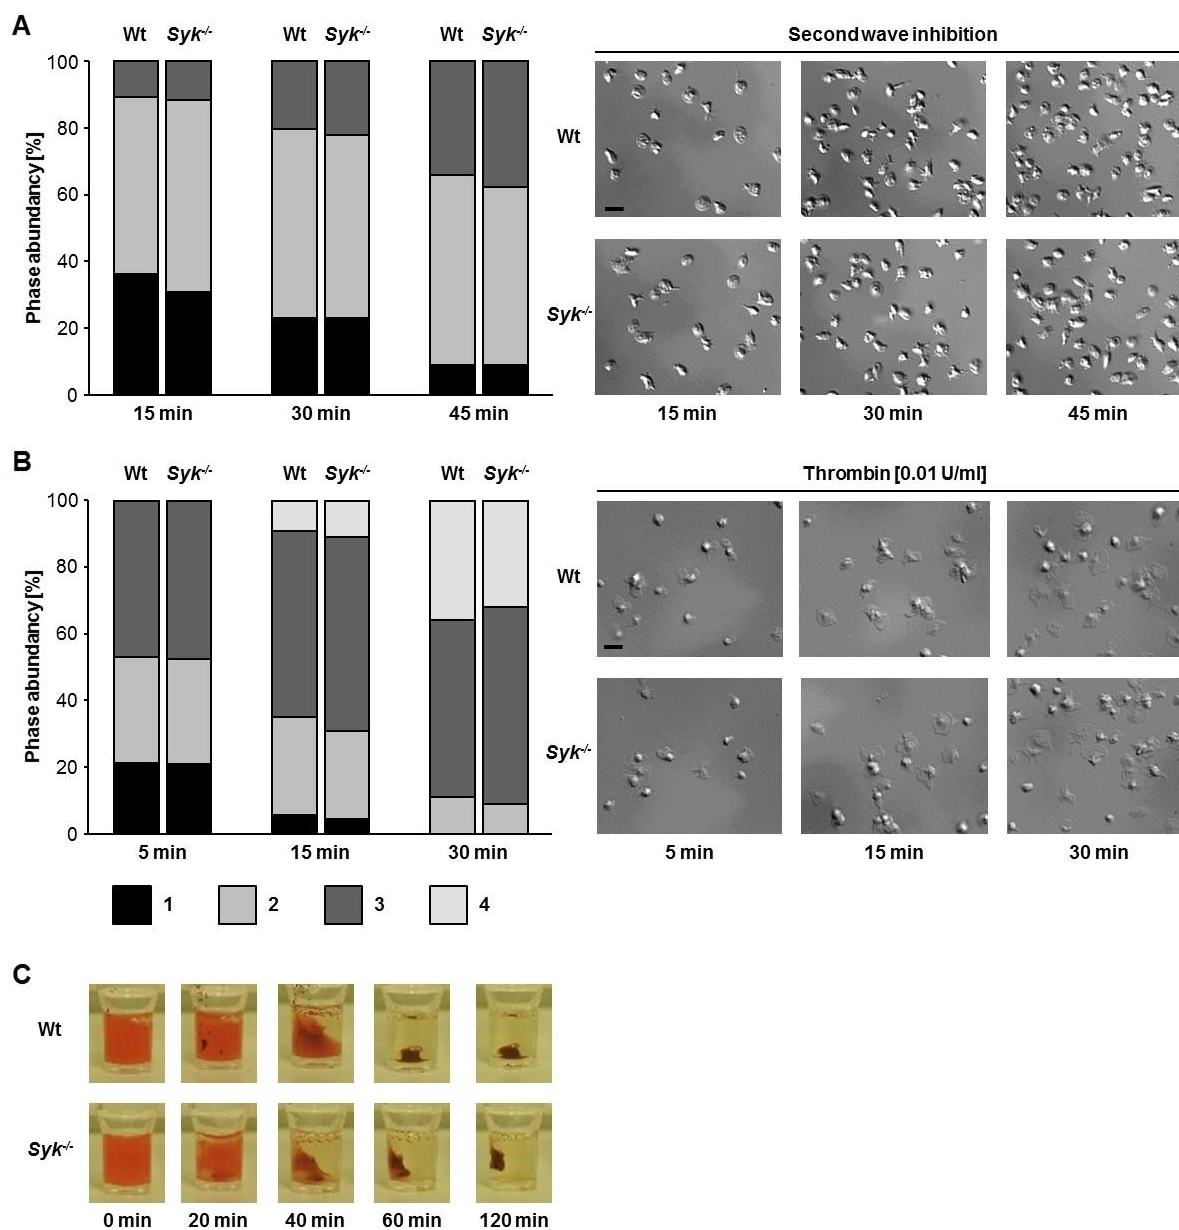 A
Wt Syk-/- Wt Syk-/- Wt Syk-/-
Second wave inhibition
Phase abundancy [%]
100
80
60
40
20
0
15 min 30 min 45 min
Wt
Syk-/-
15 min 30 min 45 min
B
Wt Syk-/- Wt Syk-/- Wt Syk-/-
Thrombin [0.01 U/ml]
Phase abundancy [%]
100
80
60
40
20
0
5 min 15 min 30 min
Wt
Syk-/-
5 min 15 min 30 min
1 2 3 4
C
Wt
Syk-/-
0 min 20 min 40 min 60 min 120 min